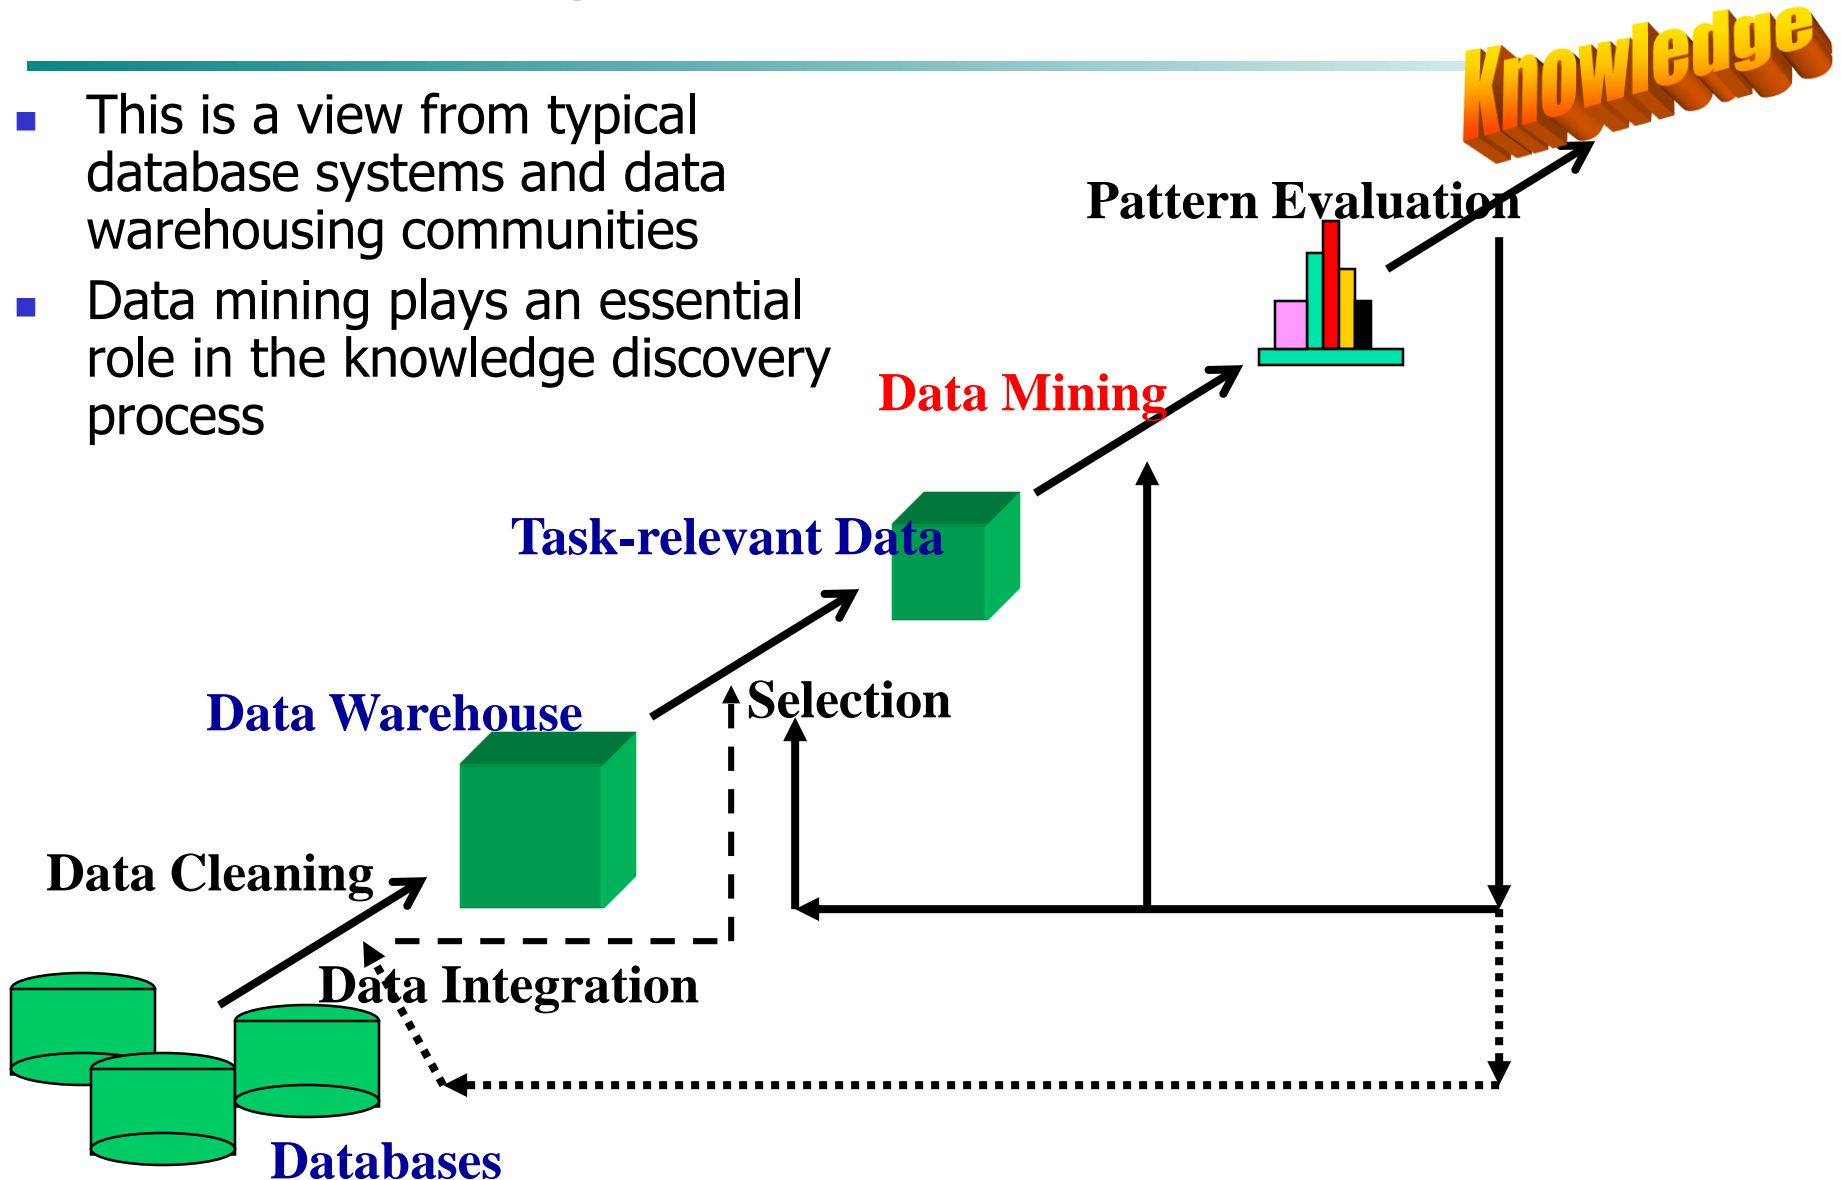 Knowledge
This is a view from typical
database systems and data
warehousing communities
Data mining plays an essential
role in the knowledge discovery
process
Pattern Evaluation
Data Mining
Task-relevant Data
Selection
Data Warehouse
Data Cleaning
Data Integration
Databases